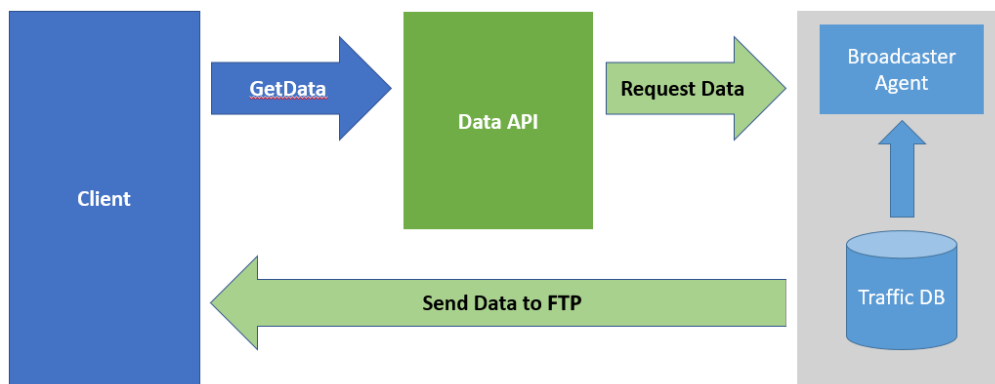 GetData
Request Data
Broadcaster
Agent
Data API
Client
Send Data to FTP
Traffic DB